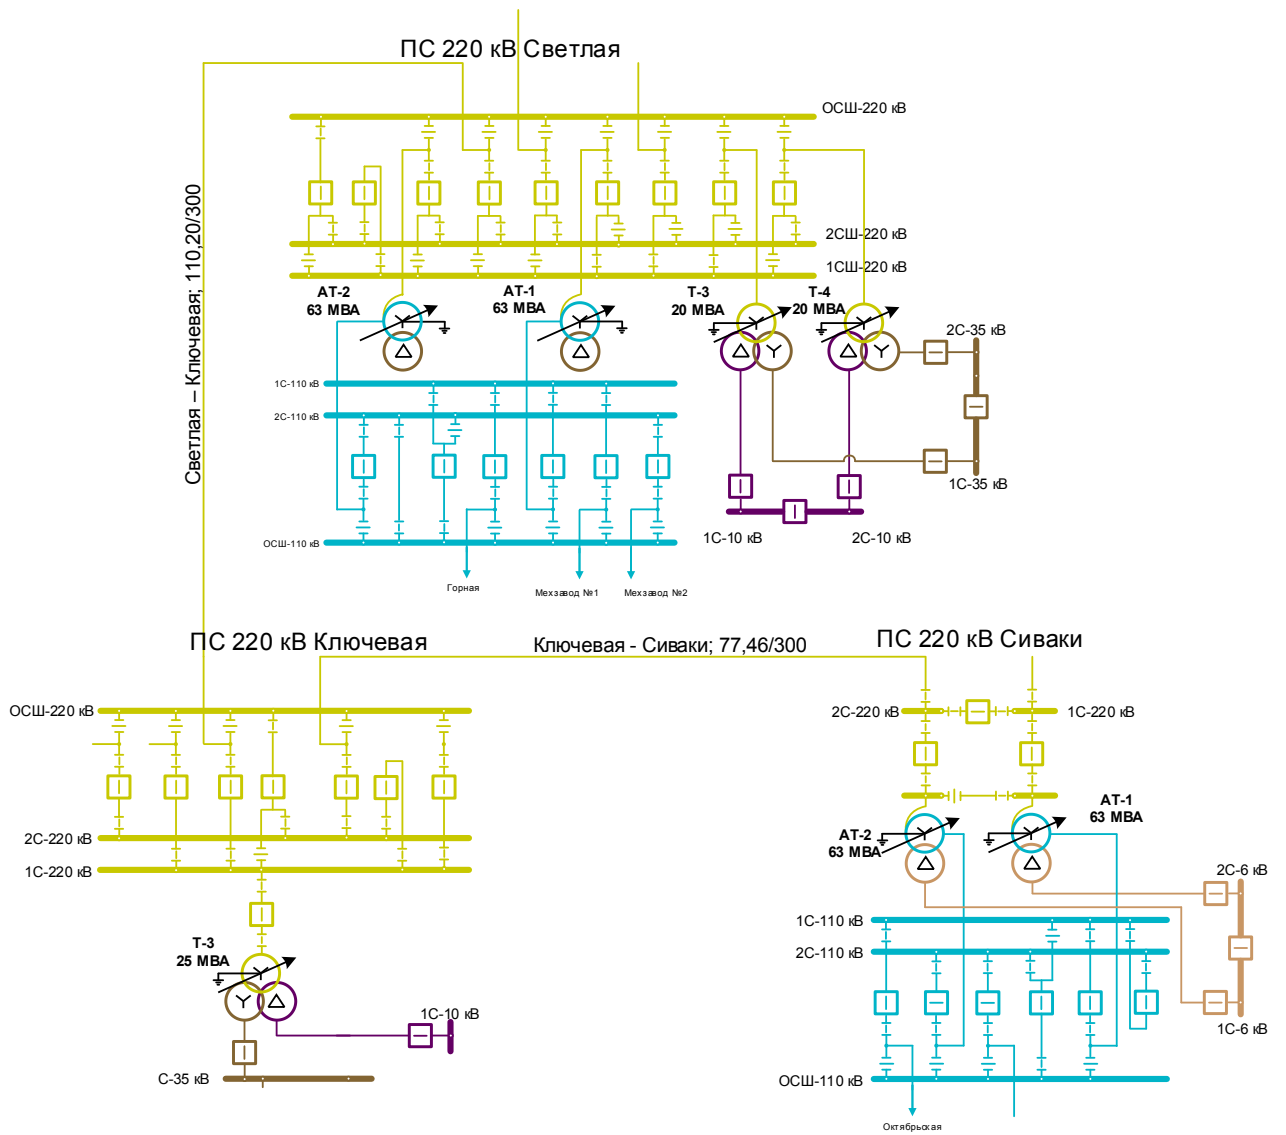 ПС 220 кВ Светлая
ОСШ-220 кВ
Светлая – Ключевая; 110,20/300
2СШ-220 кВ
1СШ-220 кВ
АТ-2
63 МВА
АТ-1
63 МВА
Т-3
20 МВА
Т-4
20 МВА
2С-35 кВ
1С-110 кВ
2С-110 кВ
1С-35 кВ
1С-10 кВ
2С-10 кВ
ОСШ-110 кВ
Горная
Мехзавод №1
Мехзавод №2
ПС 220 кВ Ключевая
Ключевая - Сиваки; 77,46/300
ПС 220 кВ Сиваки
ОСШ-220 кВ
2С-220 кВ
1С-220 кВ
2С-220 кВ
1С-220 кВ
АТ-2
63 МВА
АТ-1
63 МВА
2С-6 кВ
1С-110 кВ
2С-110 кВ
Т-3
25 МВА
1С-10 кВ
1С-6 кВ
С-35 кВ
ОСШ-110 кВ
Октябрьская